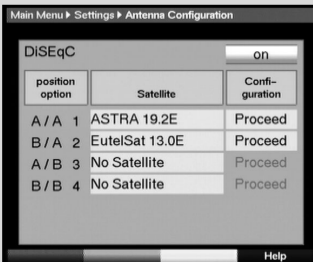 Main Menu ▶ Settings ▶ Antenna Configuration
DiSEqC on
position option Satellite Confi-guration
A / A 1 ASTRA 19.2E Proceed
B / A 2 EutelSat 13.0E Proceed
A / B 3 No Satellite Proceed
B / B 4 No Satellite Proceed
Help